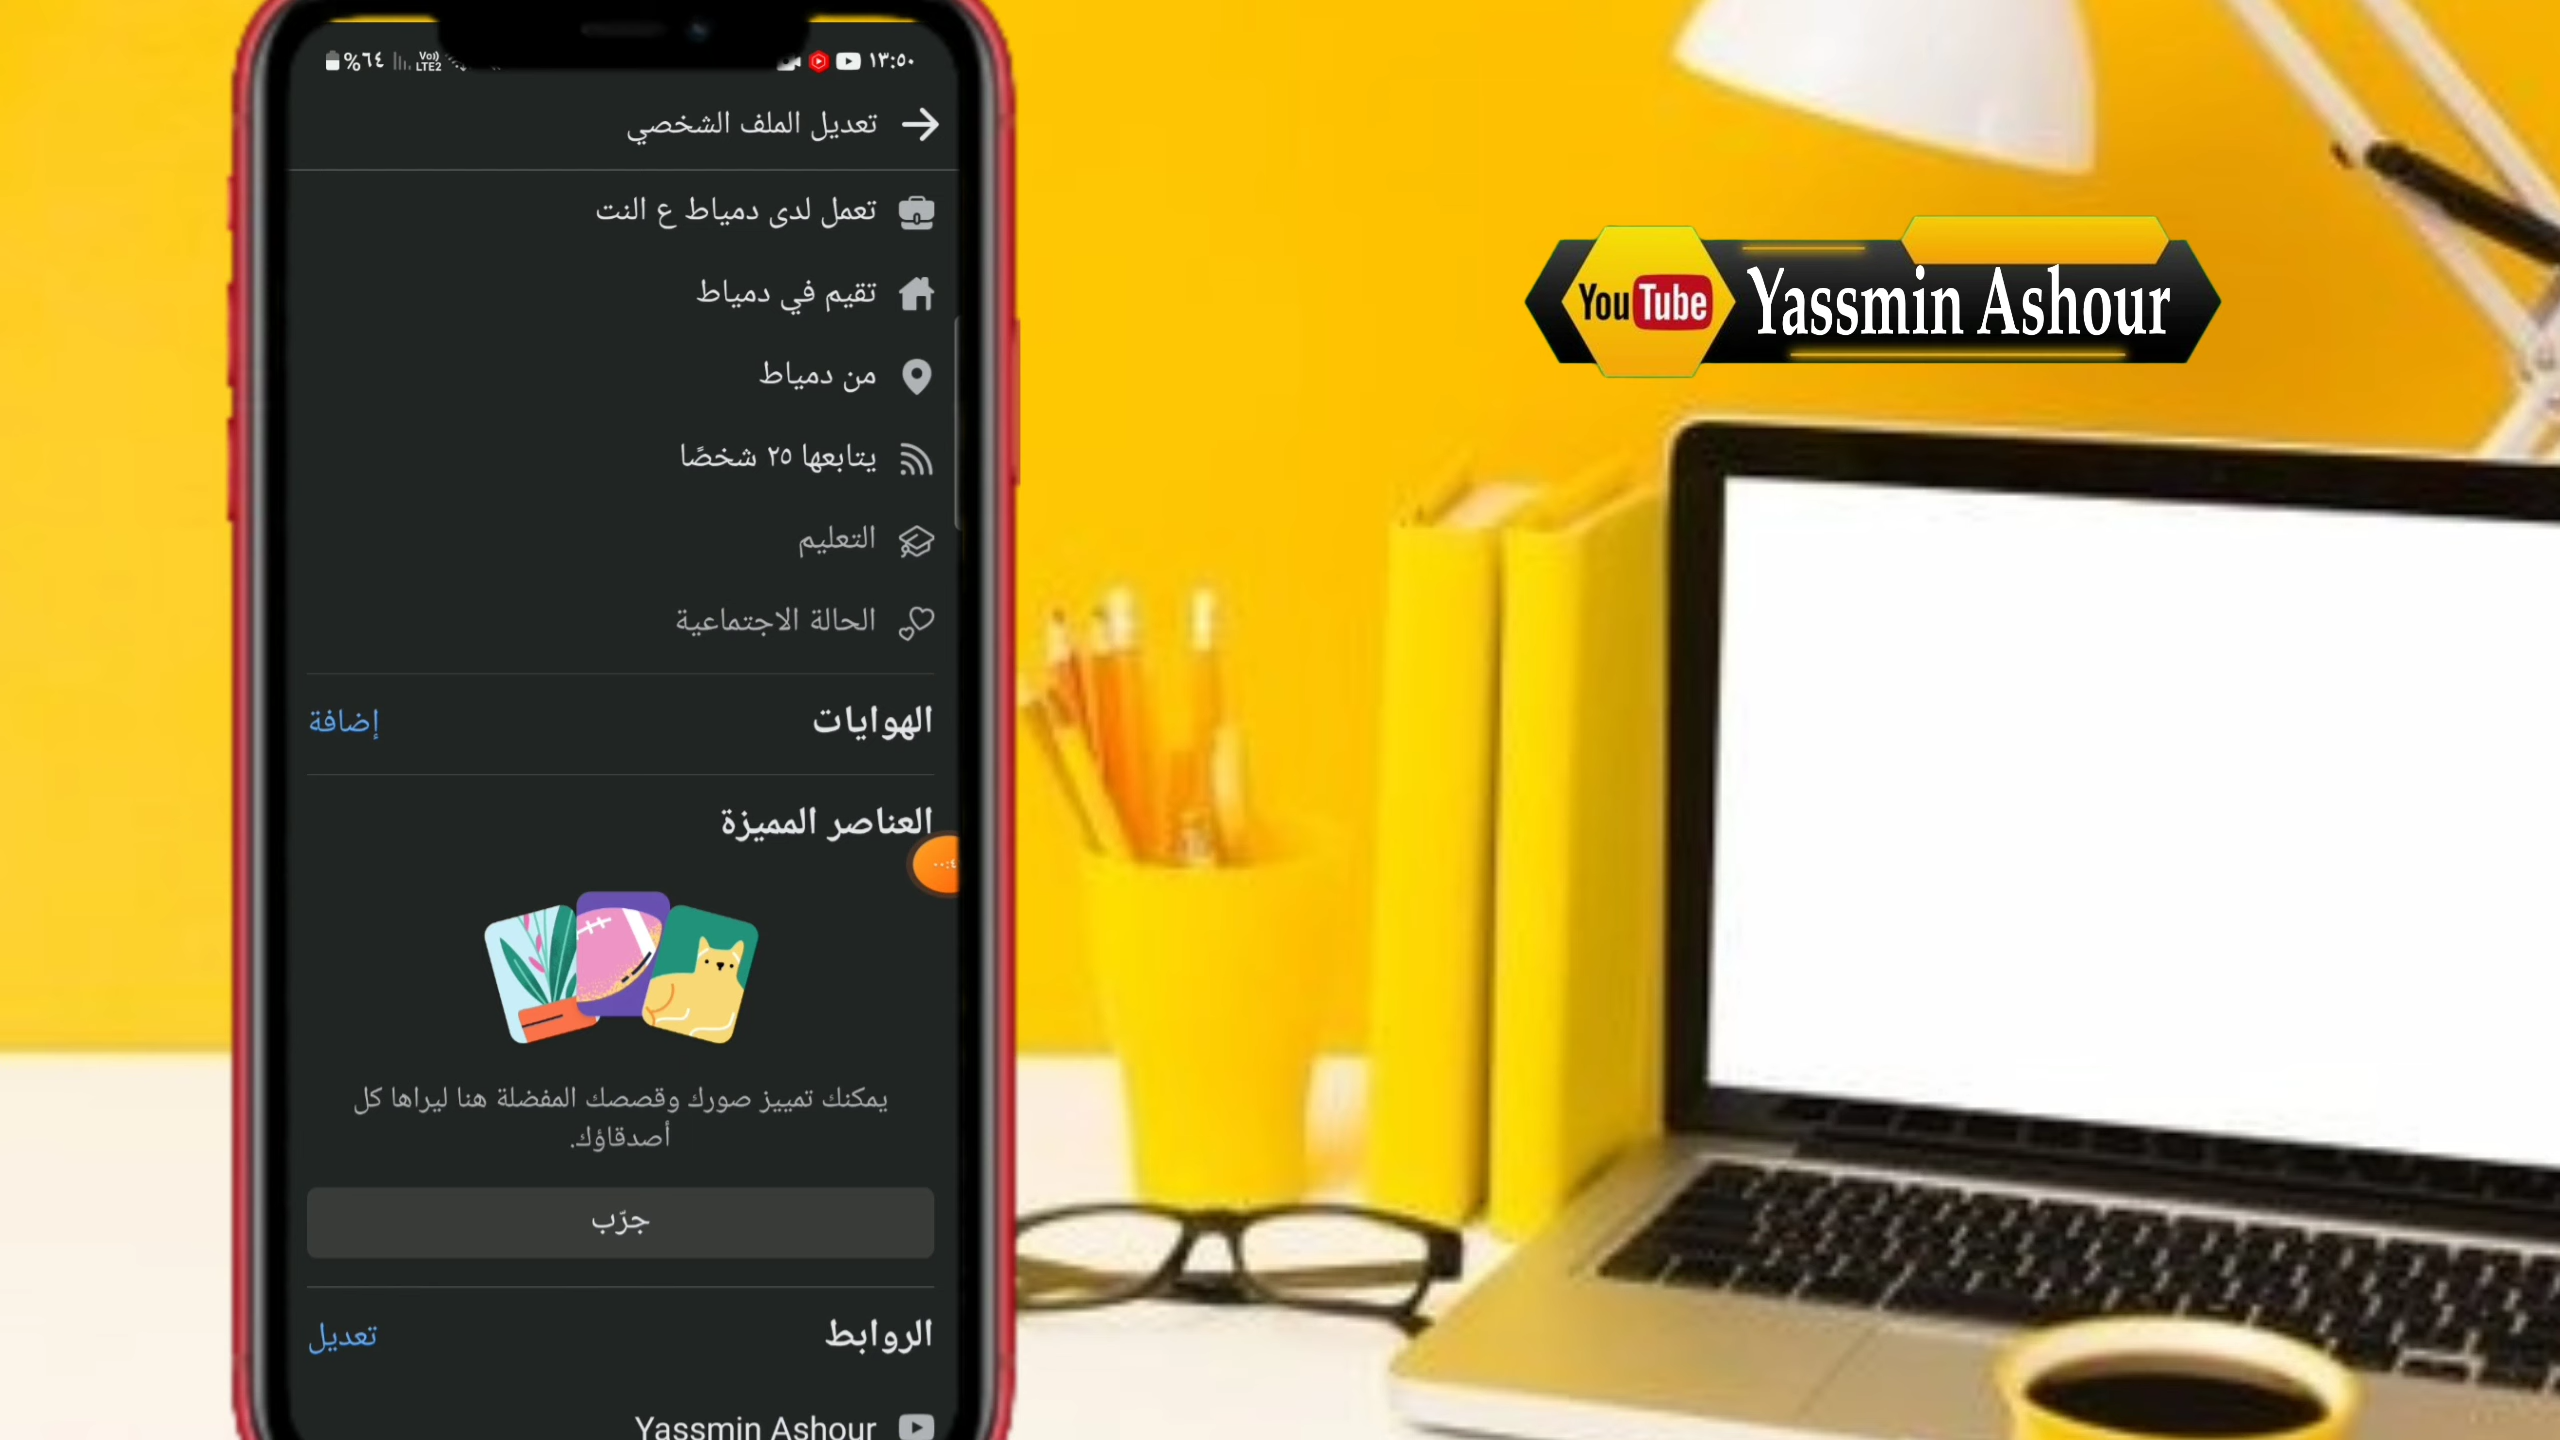 ١٣:٥٠
%٦٤
Vo))
LTE2
تعديل الملف الشخصي
تعمل لدى دمياط ع النت
تقيم في دمياط
من دمياط
يتابعها ٢٥ شخصًا
التعليم
الحالة الاجتماعية
الهوايات
إضافة
العناصر المميزة
يمكنك تمييز صورك وقصصك المفضلة هنا ليراها كل
أصدقاؤك.
جرّب
الروابط
تعديل
Yassmin Ashour
YouTube
Yassmin Ashour